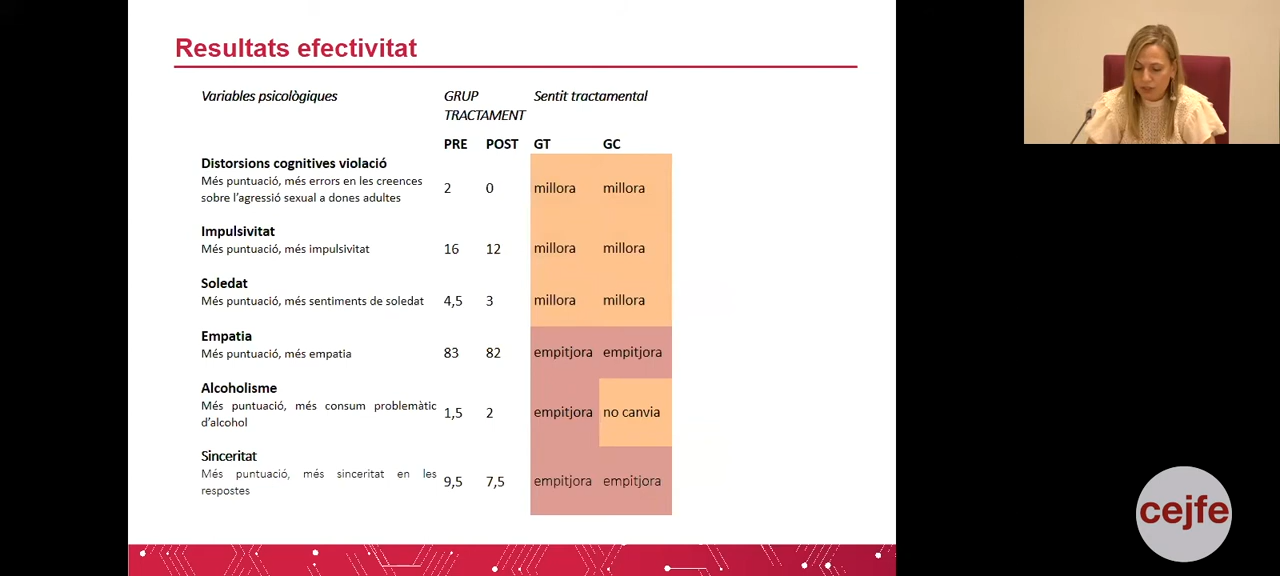 Resultats efectivitat
Variables psicològiques
GRUP
TRACTAMENT
Sentit tractamental
PRE POST GT GC
Distorsions cognitives violació
Més puntuació, més errors en les creences
sobre l'agressió sexual a dones adultes
2 0 millora millora
Impulsivitat
Més puntuació, més impulsivitat
16 12 millora millora
Soledat
Més puntuació, més sentiments de soledat
4,5 3 millora millora
Empatia
Més puntuació, més empatia
83 82 empitjora empitjora
Alcoholisme
Més puntuació, més consum problemàtic
d'alcohol
1,5 2 empitjora no canvia
Sinceritat
Més puntuació, més sinceritat en les
respostes
9,5 7,5 empitjora empitjora
cejfe